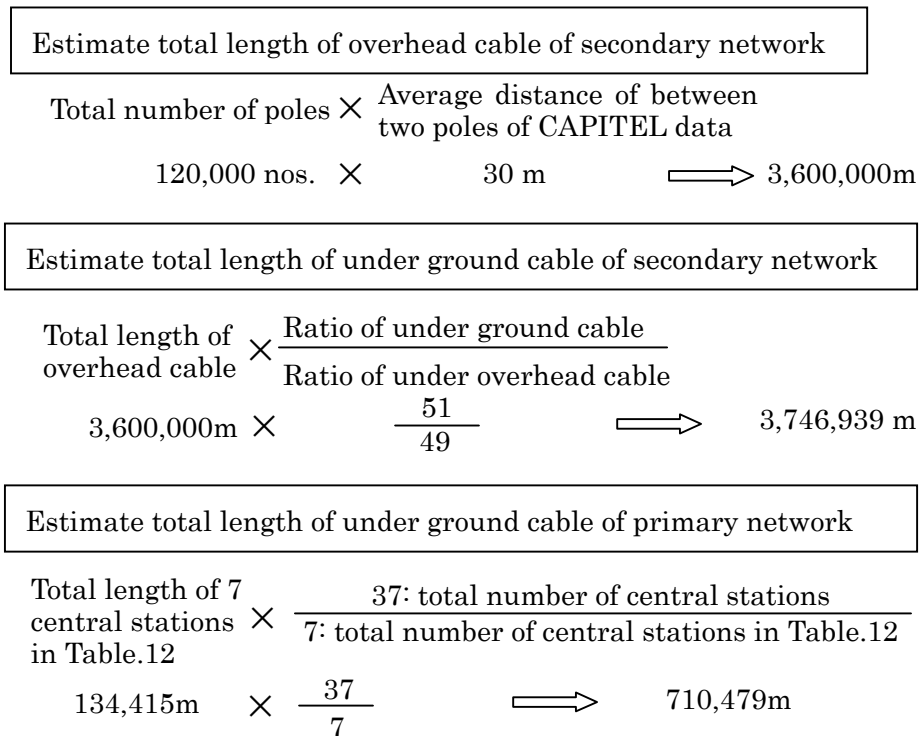 Estimate total length of overhead cable of secondary network
Total number of poles × Average distance of between
two poles of CAPITEL data
120,000 nos. × 30 m ⇒ 3,600,000m
Estimate total length of under ground cable of secondary network
Total length of
overhead cable
×
Ratio of under ground cable
Ratio of under overhead cable
3,600,000m ×
51
49
⇒ 3,746,939 m
Estimate total length of under ground cable of primary network
Total length of 7
central stations
in Table.12
×
37: total number of central stations
7: total number of central stations in Table.12
134,415m ×
37
7
⇒ 710,479m